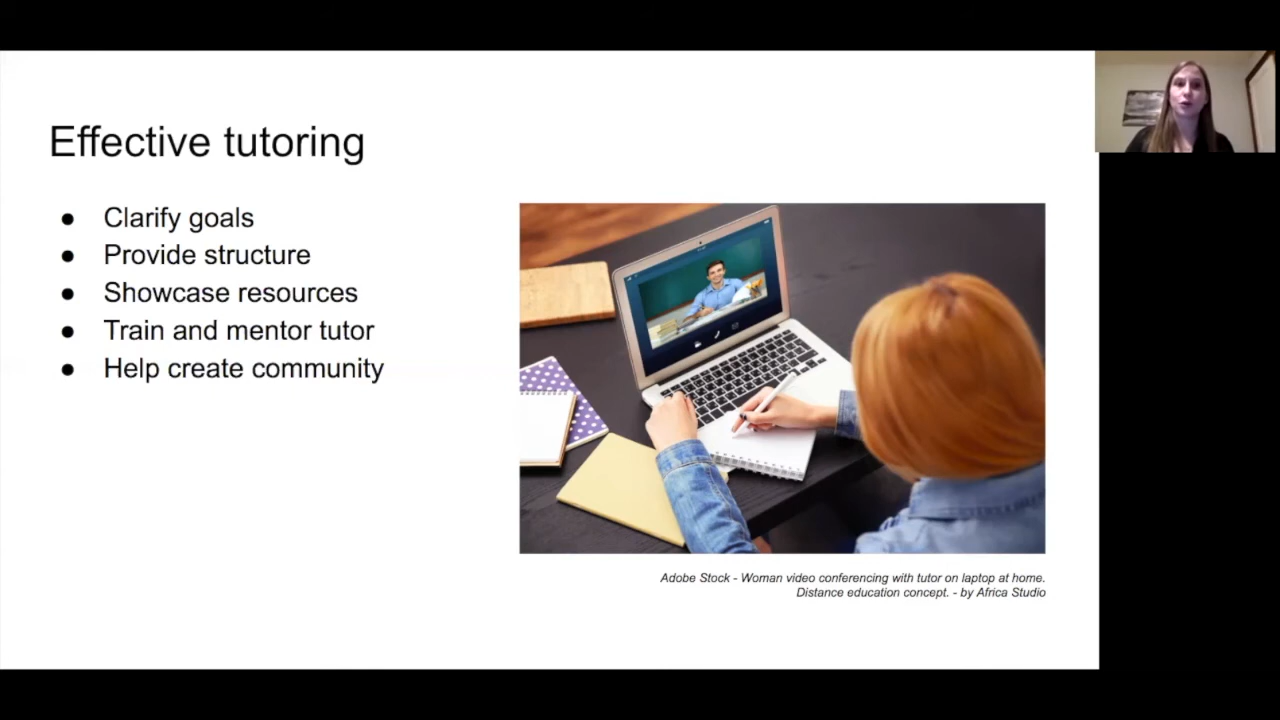 Effective tutoring
● Clarify goals
● Provide structure
● Showcase resources
● Train and mentor tutor
● Help create community
Adobe Stock - Woman video conferencing with tutor on laptop at home.
Distance education concept. - by Africa Studio